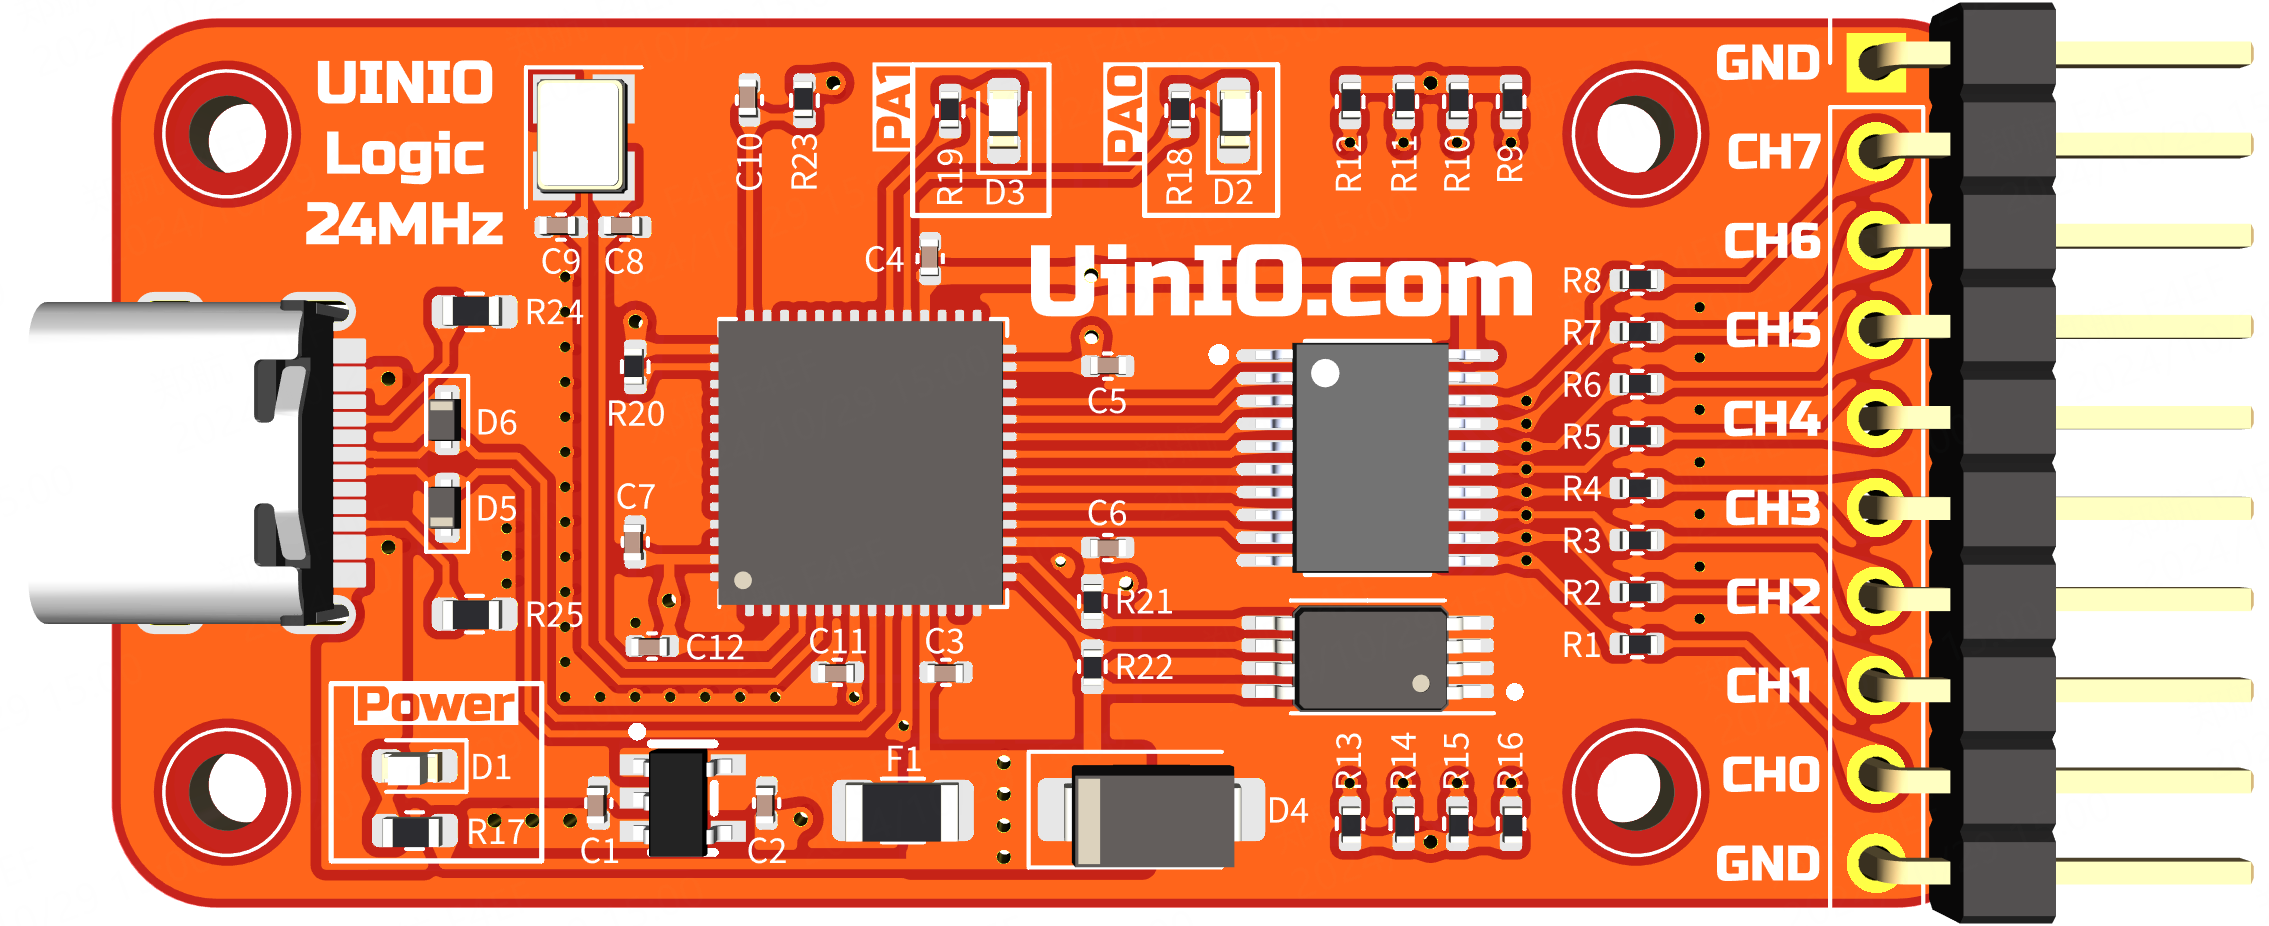 UINIO
Logic
24MHz
C10
R23
PA1
R19
D3
PA0
R18
D2
R12
R11
R10
R9
GND
CH7
CH6
CH5
CH4
CH3
CH2
CH1
CH0
GND
C9
C8
C4
UinIO.com
R24
R20
C5
D6
D5
C7
C6
R25
R21
R22
C12
C11
C3
R8
R7
R6
R5
R4
R3
R2
R1
Power
D1
R17
C1
C2
F1
D4
R13
R14
R15
R16